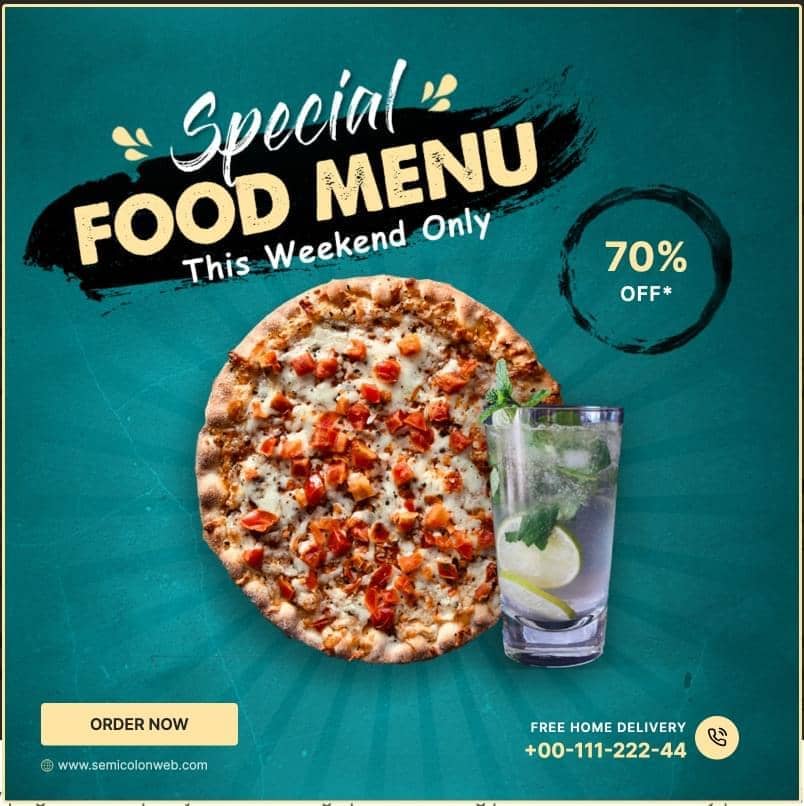 Special
FOOD MENU
This Weekend Only
70%
OFF*
ORDER NOW
www.semicolonweb.com
FREE HOME DELIVERY
+00-111-222-44